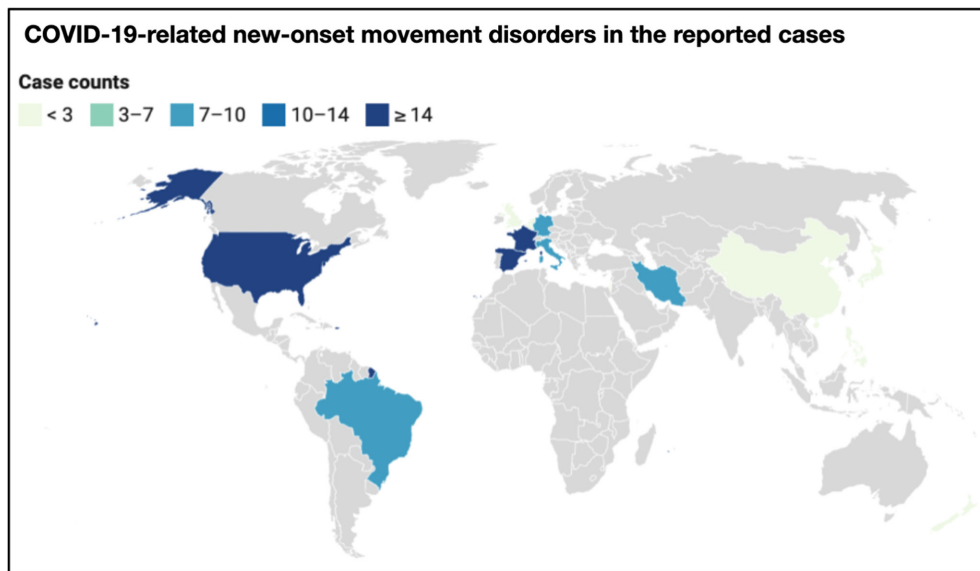 COVID-19-related new-onset movement disorders in the reported cases
Case counts
< 3 3–7 7–10 10–14 ≥ 14